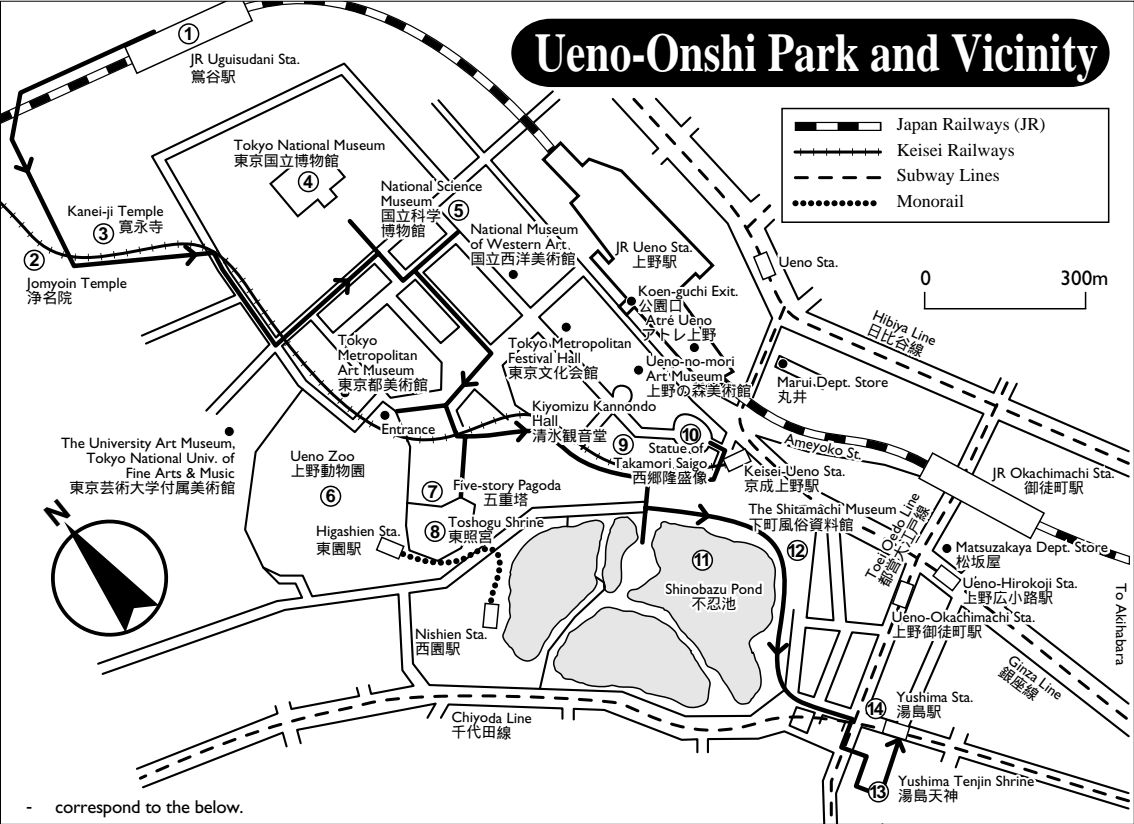 Ueno-Onshi Park and Vicinity
Japan Railways (JR)
Keisei Railways
Subway Lines
Monorail
0 300m
①
JR Uguisudani Sta.
鶯谷駅
Tokyo National Museum
東京国立博物館
④
National Science
Museum
国立科学
博物館
⑤
Kanei-ji Temple
③ 寛永寺
②
Jomyoin Temple
浄名院
National Museum
of Western Art
国立西洋美術館
JR Ueno Sta.
上野駅
Ueno Sta.
Koen-guchi Exit.
公園口
Atré Ueno
アトレ上野
Hibiya Line
日比谷線
Tokyo
Metropolitan
Art Museum
東京都美術館
Tokyo Metropolitan
Festival Hall
東京文化会館
Ueno-no-mori
Art Museum
上野の森美術館
Marui Dept. Store
丸井
Entrance
Kiyomizu Kannondo
Hall
清水観音堂
⑨
⑩
Statue of
Takamori Saigo
西郷隆盛像
Ameyoko St.
Keisei-Ueno Sta.
京成上野駅
JR Okachimachi Sta.
御徒町駅
The University Art Museum,
Tokyo National Univ. of
Fine Arts & Music
東京芸術大学付属美術館
Ueno Zoo
上野動物園
⑥
⑦ Five-story Pagoda
五重塔
⑧ Toshogu Shrine
東照宮
Higashien Sta.
東園駅
The Shitamachi Museum
下町風俗資料館
⑫
Toei Oedo Line
都営大江戸線
Matsuzakaya Dept. Store
松坂屋
Ueno-Hirokoji Sta.
上野広小路駅
Ueno-Okachimachi Sta.
上野御徒町駅
To Akihabara
N
⑪
Shinobazu Pond
不忍池
Nishien Sta.
西園駅
Ginza Line
銀座線
Chiyoda Line
千代田線
Yushima Sta.
⑭ 湯島駅
⑬ Yushima Tenjin Shrine
湯島天神
- correspond to the below.